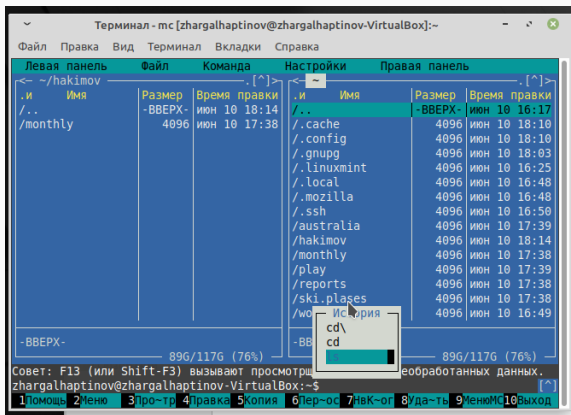 Терминал - mc [zhargalhaptinov@zhargalhaptinov-VirtualBox]:~
Файл Правка Вид Терминал Вкладки Справка
Левая панель Файл Команда Настройки Правая панель
<— ~/hakimov .[^]> <— ~ .[^]>
.и Имя Размер Время правки .и Имя Размер Время правки
/.. -ВВЕРХ- июн 10 18:14 /.. -ВВЕРХ- июн 10 16:17
/monthly 4096 июн 10 17:38 /.cache 4096 июн 10 18:10
/.config 4096 июн 10 18:10
/.gnupg 4096 июн 10 18:03
/.linuxmint 4096 июн 10 16:25
/.local 4096 июн 10 16:48
/.mozilla 4096 июн 10 16:48
/.ssh 4096 июн 10 16:50
/australia 4096 июн 10 17:39
/hakimov 4096 июн 10 18:14
/monthly 4096 июн 10 17:38
/play 4096 июн 10 17:39
/reports 4096 июн 10 17:38
/ski.plases 4096 июн 10 17:38
/wo 4096 июн 10 16:49
История
cd\
cd
-ВВЕРХ- -ВВ
89G/117G (76%) 89G/117G (76%)
Совет: F13 (или Shift-F3) вызывают просмотрщ еобработанных данных.
zhargalhaptinov@zhargalhaptinov-VirtualBox:~$ [^]
1Помощь 2Меню 3Про~тр 4Правка 5Копия 6Пер~ос 7НвК~ог 8Уда~ть 9МенюMC 10Выход